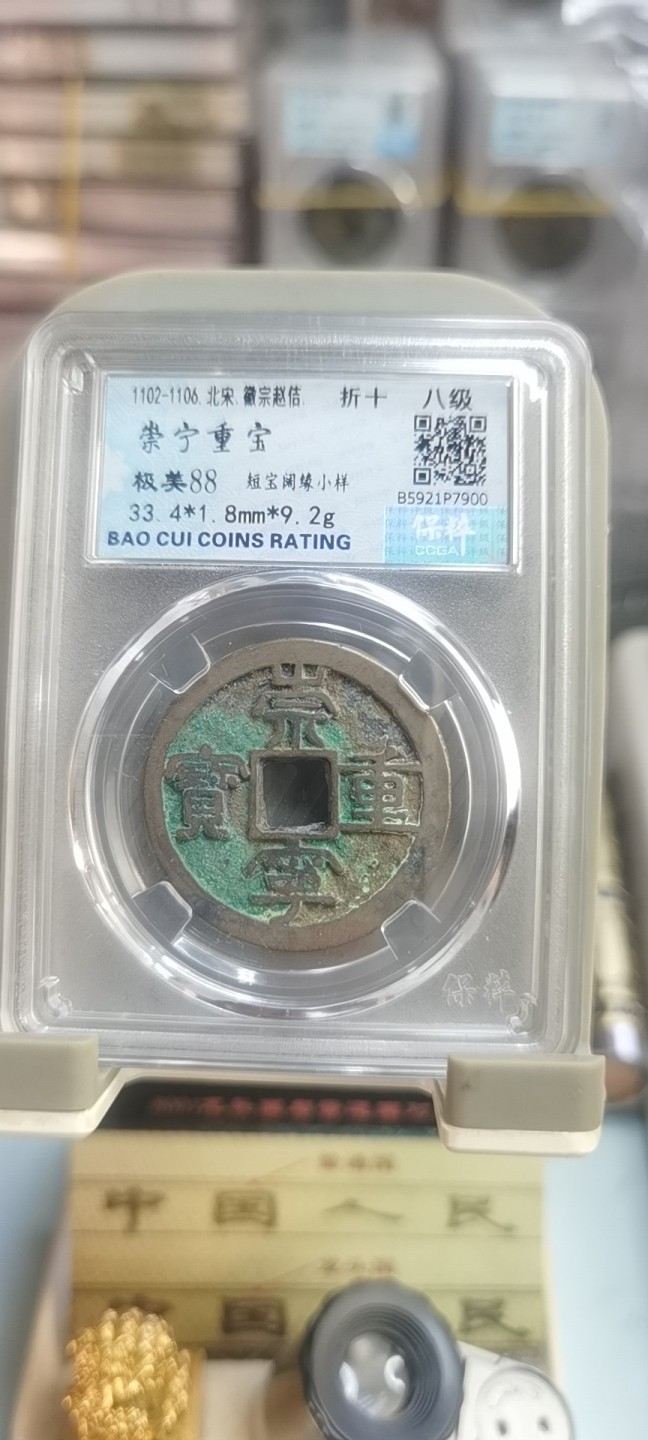 1102-1106.北宋.徽宗赵佶. 折十 八级
崇宁重宝
极美88 短宝阔缘小样
B5921P7900
33.4*1.8mm*9.2g
BAO CUI COINS RATING
保粹
CCGA
崇
寶 重
寧
保粹
中国人民
中国 民